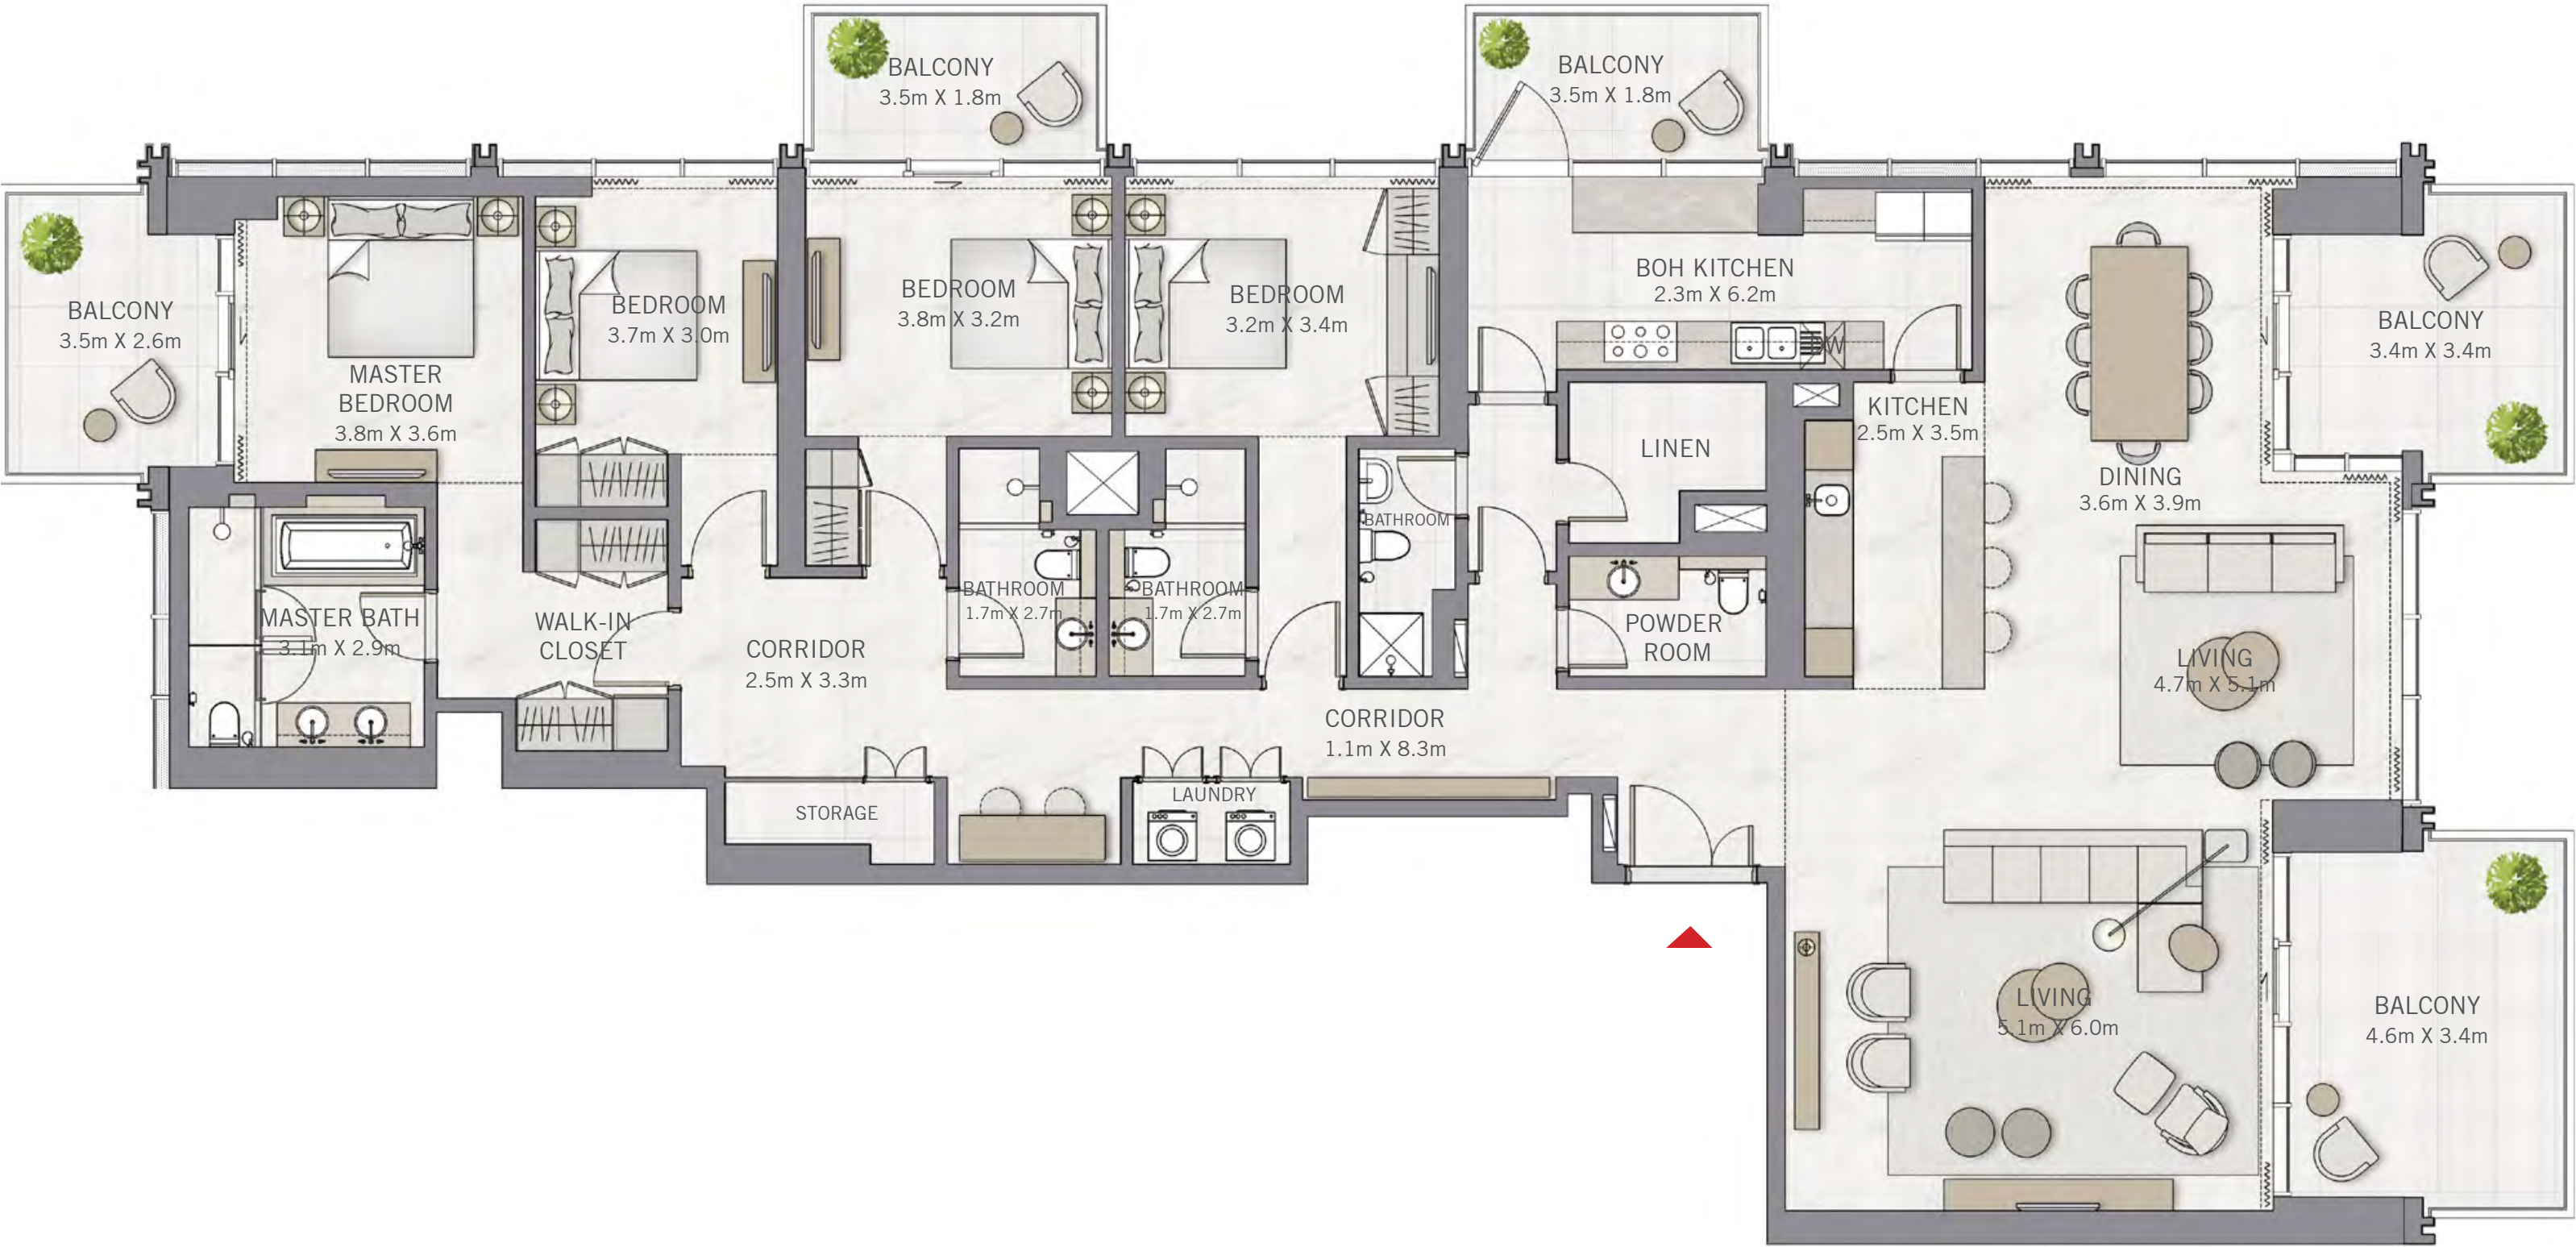 BALCONY
3.5m X 1.8m
BALCONY
3.5m X 1.8m
BALCONY
3.5m X 2.6m
MASTER
BEDROOM
3.8m X 3.6m
BEDROOM
3.7m X 3.0m
BEDROOM
3.8m X 3.2m
BEDROOM
3.2m X 3.4m
BOH KITCHEN
2.3m X 6.2m
DW
BALCONY
3.4m X 3.4m
KITCHEN
2.5m X 3.5m
LINEN
DINING
3.6m X 3.9m
BATHROOM
MASTER BATH
3.1m X 2.9m
WALK-IN
CLOSET
CORRIDOR
2.5m X 3.3m
BATHROOM
1.7m X 2.7m
BATHROOM
1.7m X 2.7m
POWDER
ROOM
LIVING
4.7m X 5.1m
CORRIDOR
1.1m X 8.3m
STORAGE
LAUNDRY
LIVING
5.1m X 6.0m
BALCONY
4.6m X 3.4m